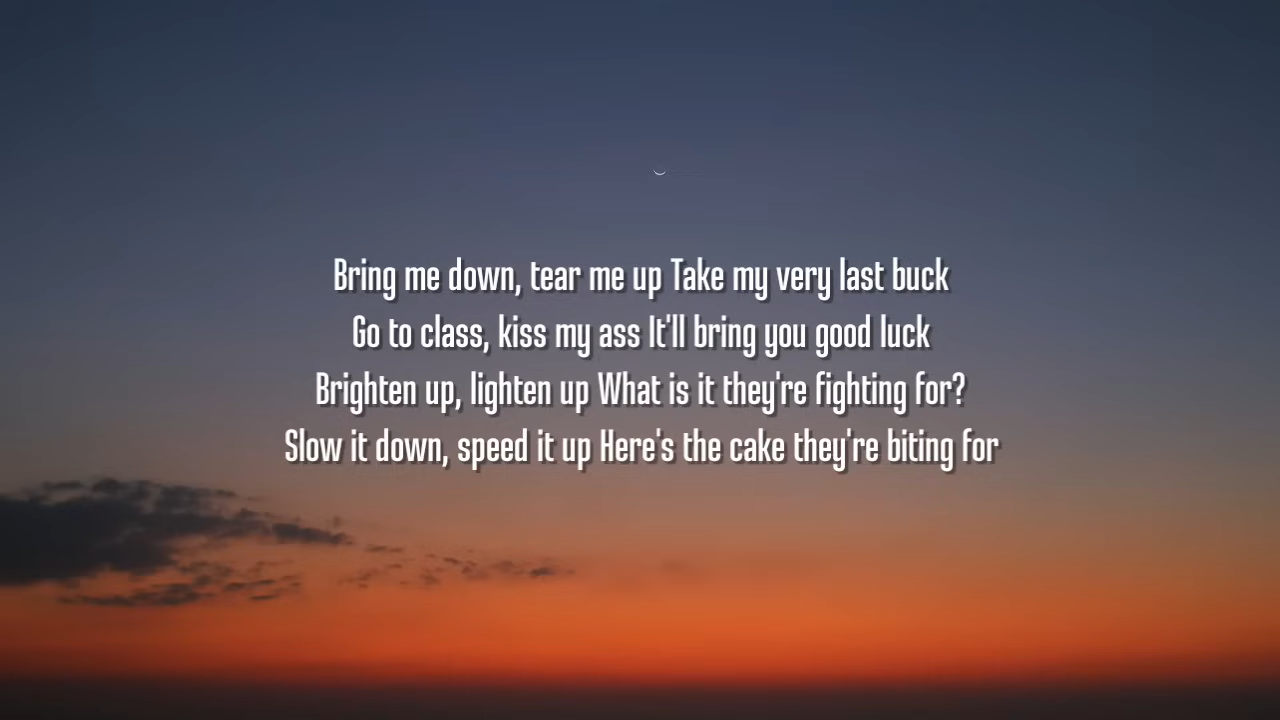 Bring me down, tear me up Take my very last buck
Go to class, kiss my ass It'll bring you good luck
Brighten up, lighten up What is it they're fighting for?
Slow it down, speed it up Here's the cake they're biting for